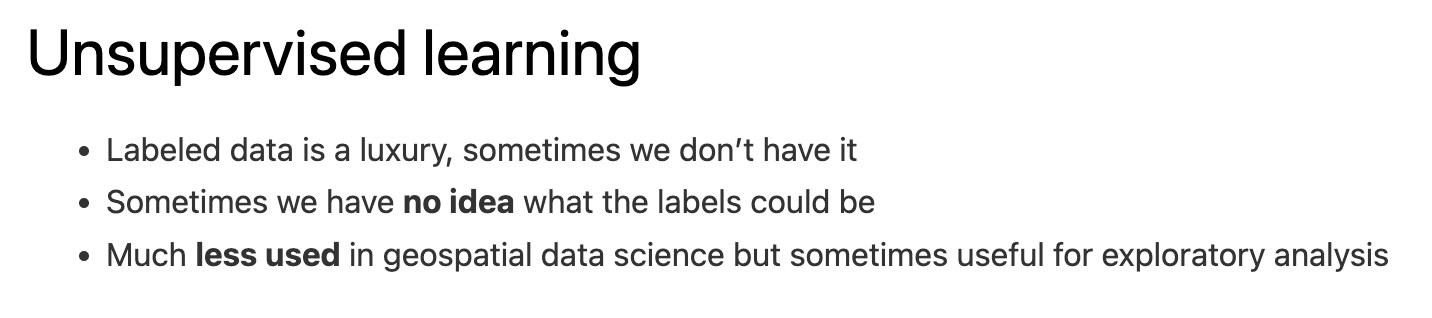 Unsupervised learning
• Labeled data is a luxury, sometimes we don’t have it
• Sometimes we have no idea what the labels could be
• Much less used in geospatial data science but sometimes useful for exploratory analysis